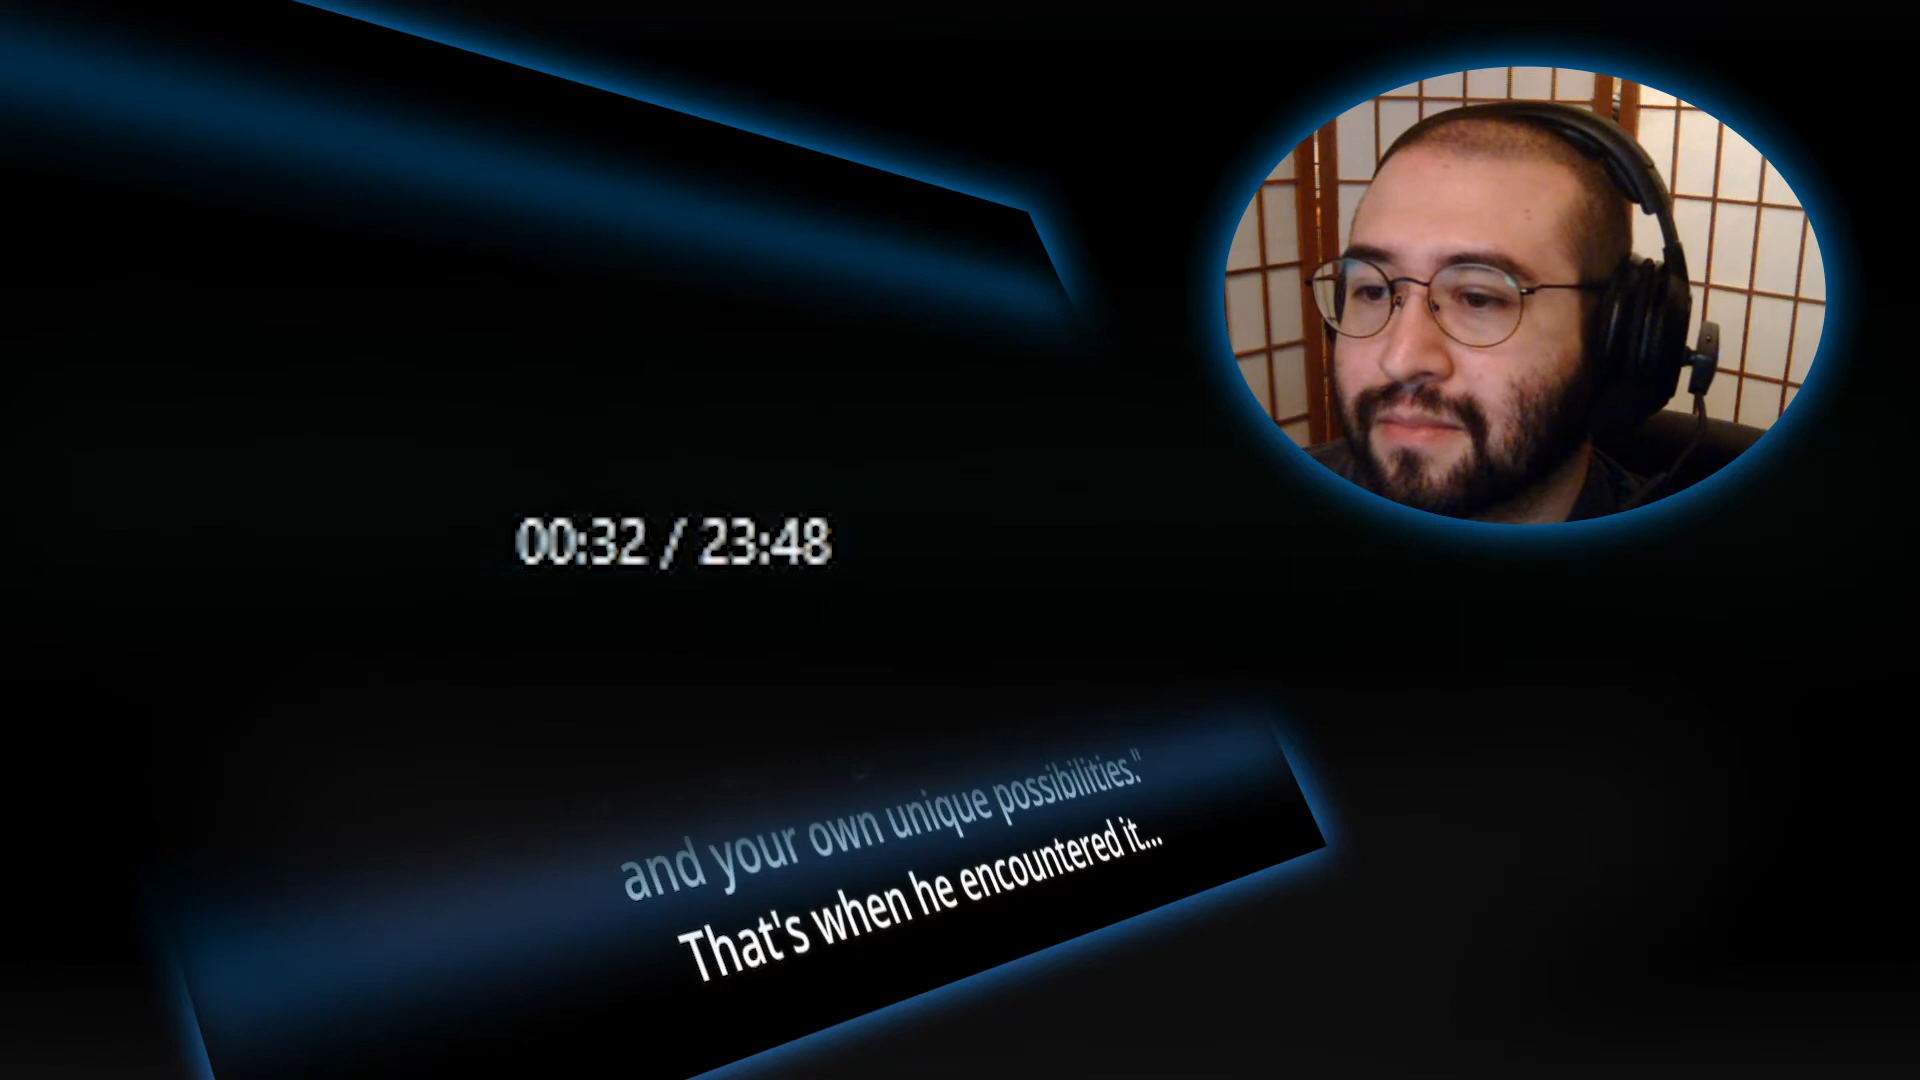 00:32 / 23:48
and your own unique possibilities."
That's when he encountered it...